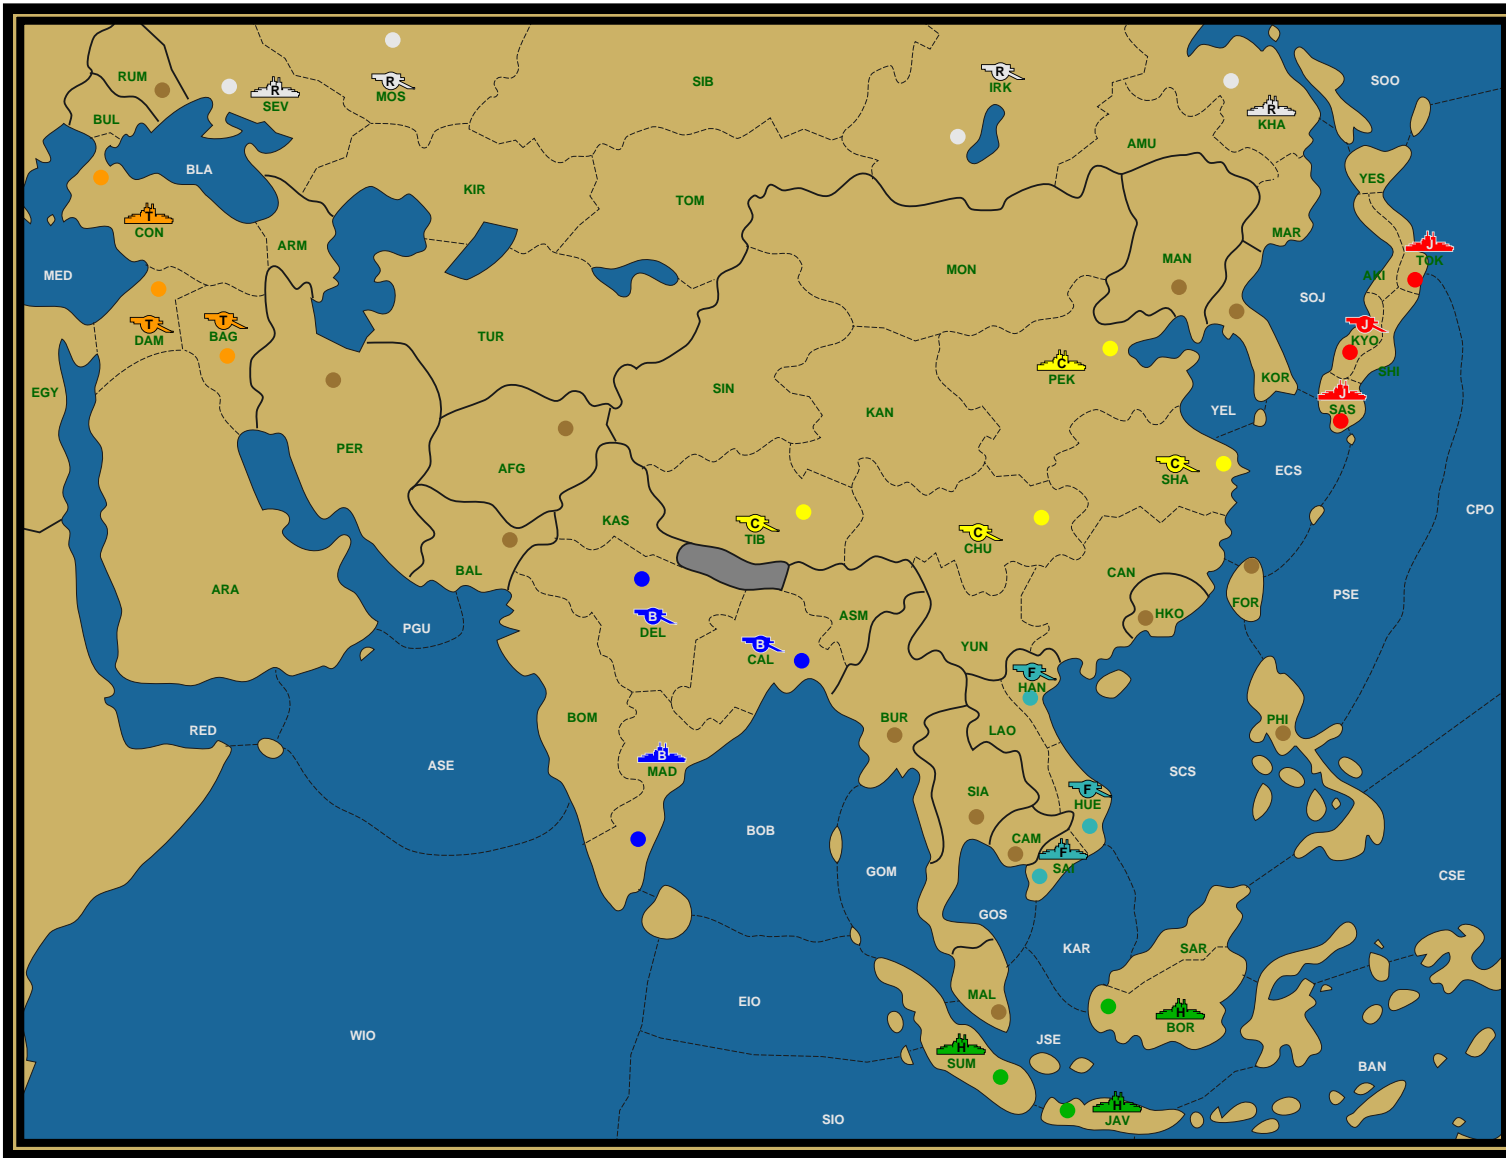 RUM
R
SEV
R
MOS
SIB
R
IRK
SOO
R
KHA
BUL
BLA
AMU
KIR
TOM
YES
T
CON
ARM
MAR
J
TOK
MED
MON
MAN
AKI
SOJ
T
DAM
T
BAG
TUR
J
KYO
C
PEK
SHI
EGY
SIN
KAN
KOR
YEL
J
SAS
PER
AFG
C
SHA
ECS
CPO
KAS
C
TIB
C
CHU
BAL
CAN
ARA
PGU
B
DEL
B
CAL
ASM
YUN
HKO
FOR
PSE
F
HAN
RED
ASE
BOM
B
MAD
BUR
LAO
PHI
SCS
SIA
F
HUE
BOB
CAM
F
SAI
GOM
CSE
GOS
KAR
SAR
EIO
MAL
H
BOR
WIO
JSE
H
SUM
BAN
SIO
H
JAV